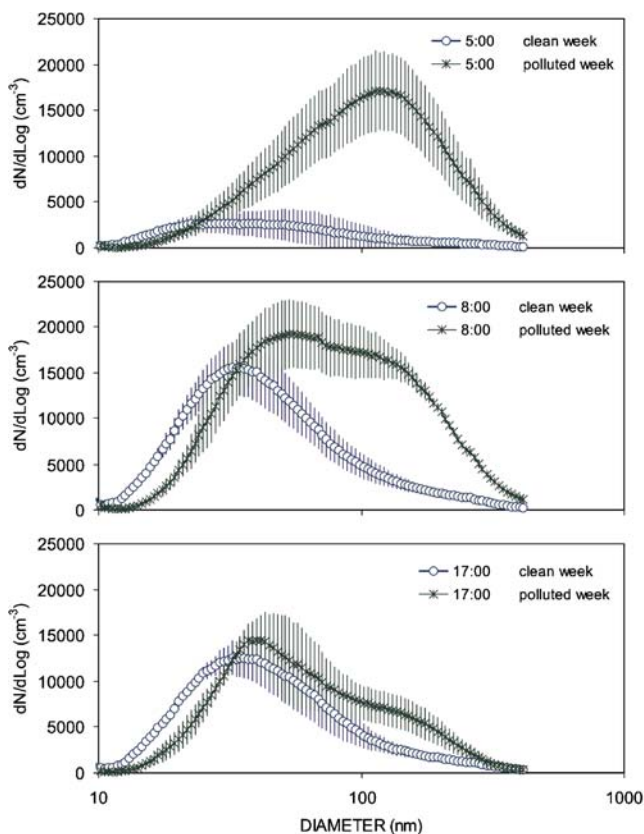 25000
20000
15000
10000
5000
0
dN/dLog (cm-3)
5:00 clean week
5:00 polluted week
25000
20000
15000
10000
5000
0
dN/dLog (cm-3)
8:00 clean week
8:00 polluted week
25000
20000
15000
10000
5000
0
dN/dLog (cm-3)
17:00 clean week
17:00 polluted week
10 100 1000
DIAMETER (nm)